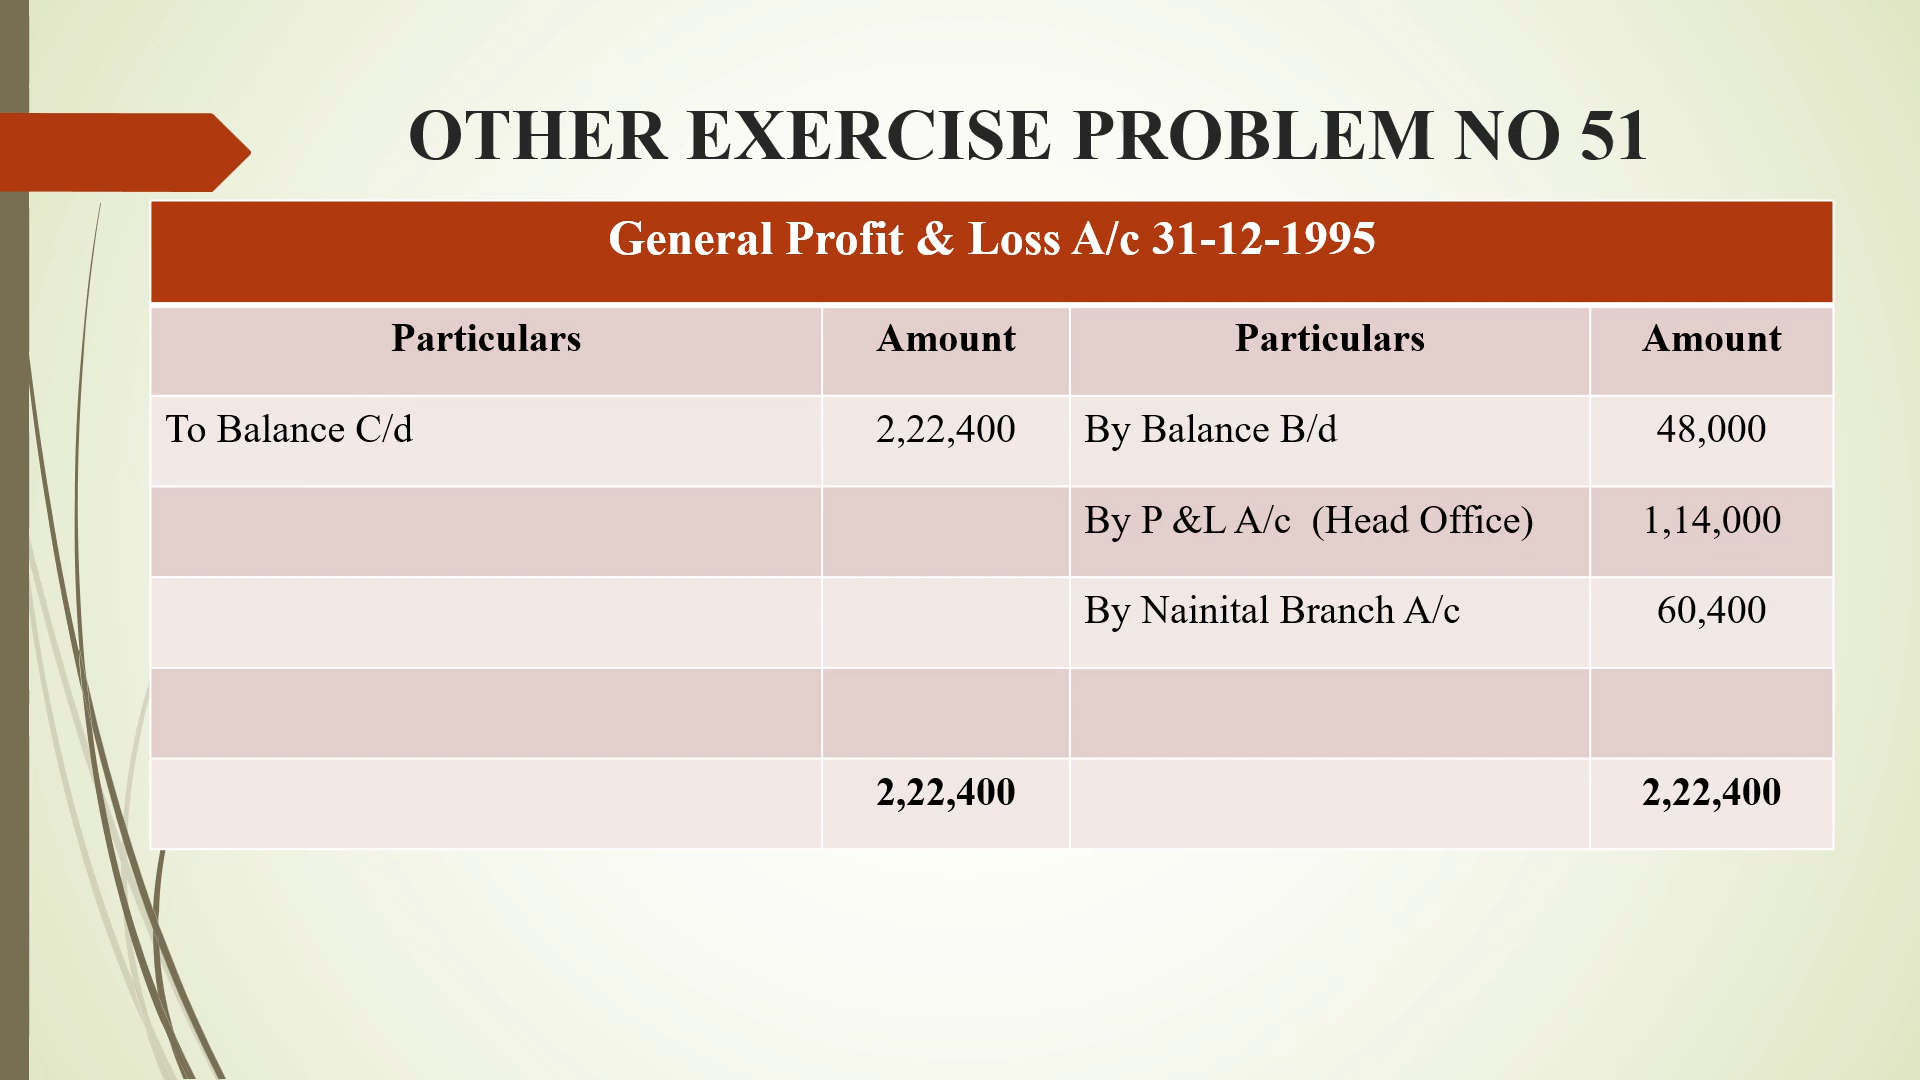 OTHER EXERCISE PROBLEM NO 51
General Profit & Loss A/c 31-12-1995
Particulars Amount Particulars Amount
To Balance C/d 2,22,400 By Balance B/d 48,000
By P &L A/c  (Head Office) 1,14,000
By Nainital Branch A/c 60,400
2,22,400 2,22,400